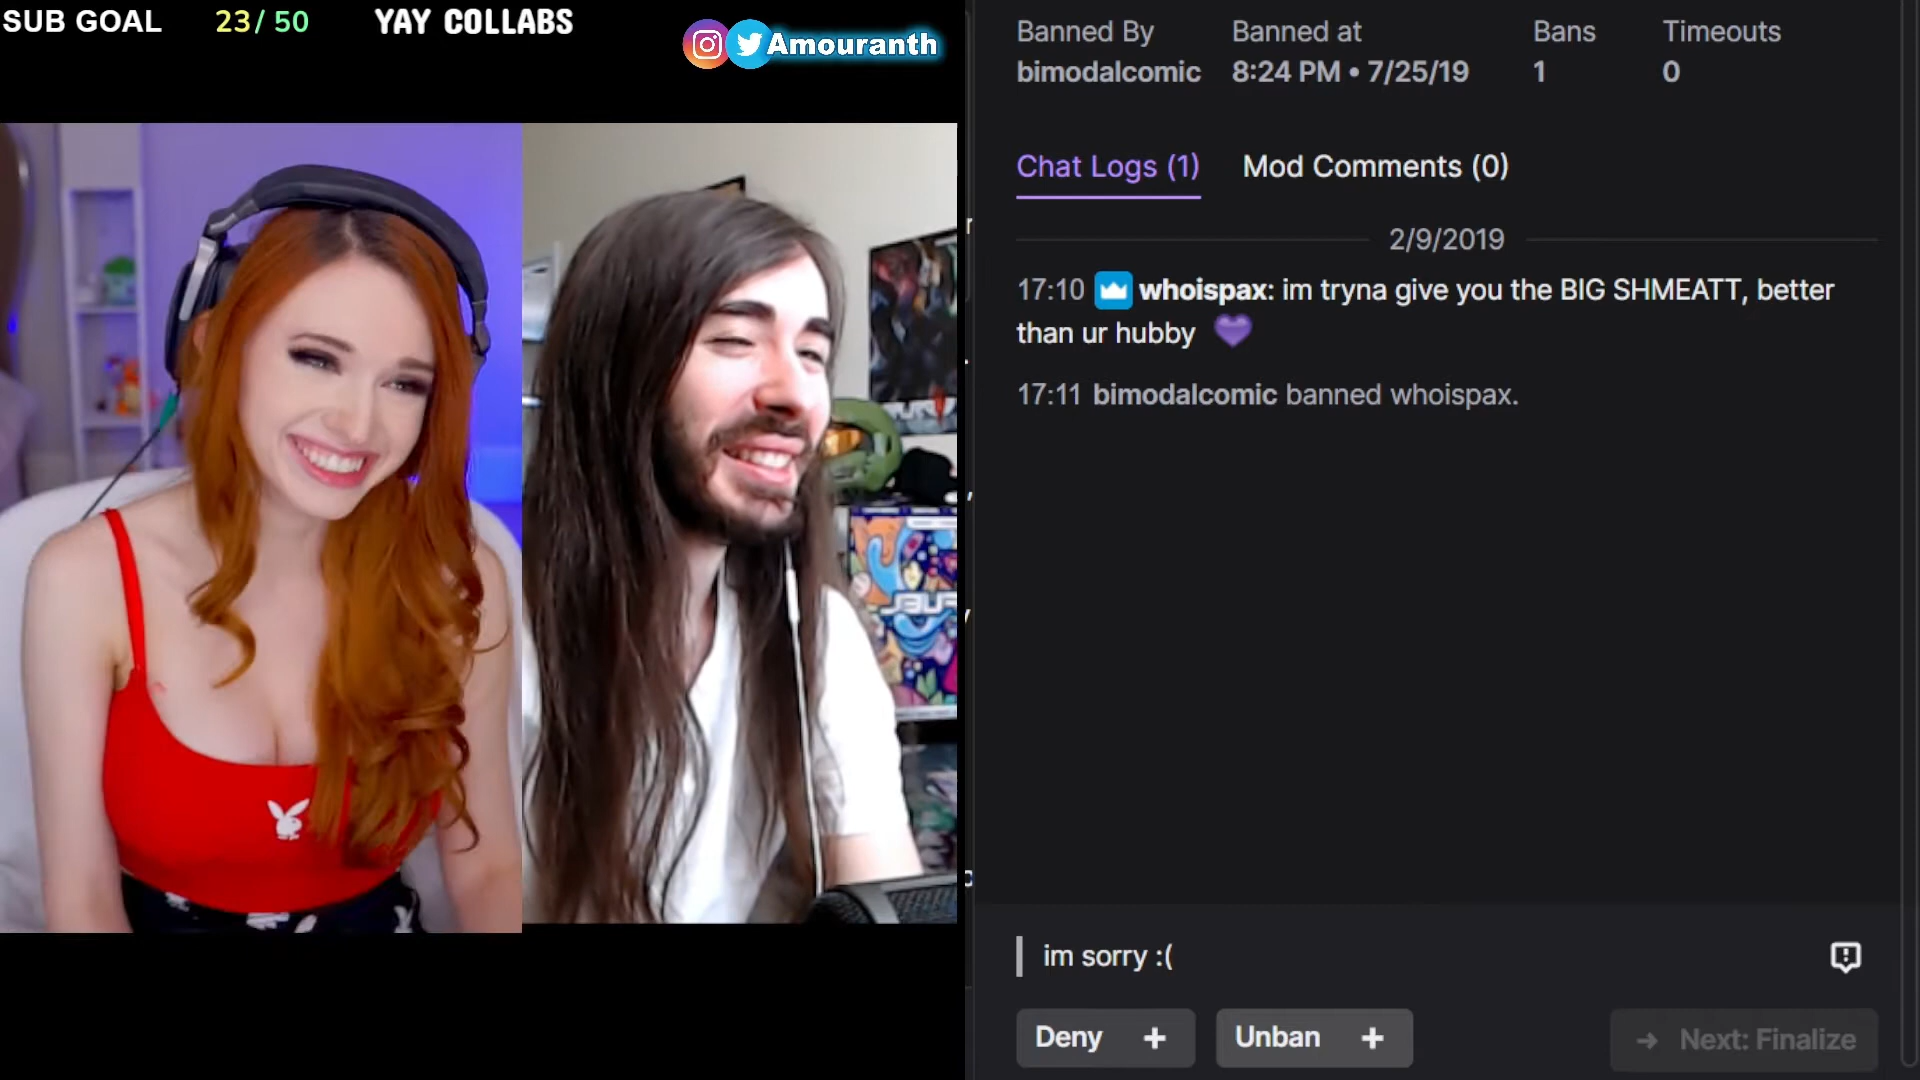 SUB GOAL 23/ 50 YAY COLLABS
Amouranth
Banned By Banned at Bans Timeouts
bimodalcomic 8:24 PM • 7/25/19 1 0
Chat Logs (1) Mod Comments (0)
2/9/2019
17:10 whoispax: im tryna give you the BIG SHMEATT, better
than ur hubby
17:11 bimodalcomic banned whoispax.
im sorry :(
Deny + Unban + → Next: Finalize